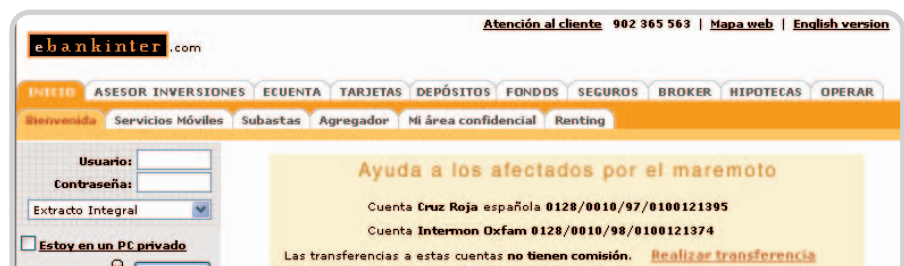 Atención al cliente 902 365 563 | Mapa web | English version
ebankinter.com
INICIO ASESOR INVERSIONES ECUENTA TARJETAS DEPÓSITOS FONDOS SEGUROS BROKER HIPOTECAS OPERAR
Bienvenida Servicios Móviles Subastas Agregador Mi área confidencial Renting
Usuario:
Contraseña:
Extracto Integral
Estoy en un PC privado
Ayuda a los afectados por el maremoto
Cuenta Cruz Roja española 0128/0010/97/0100121395
Cuenta Intermon Oxfam 0128/0010/98/0100121374
Las transferencias a estas cuentas no tienen comisión. Realizar transferencia